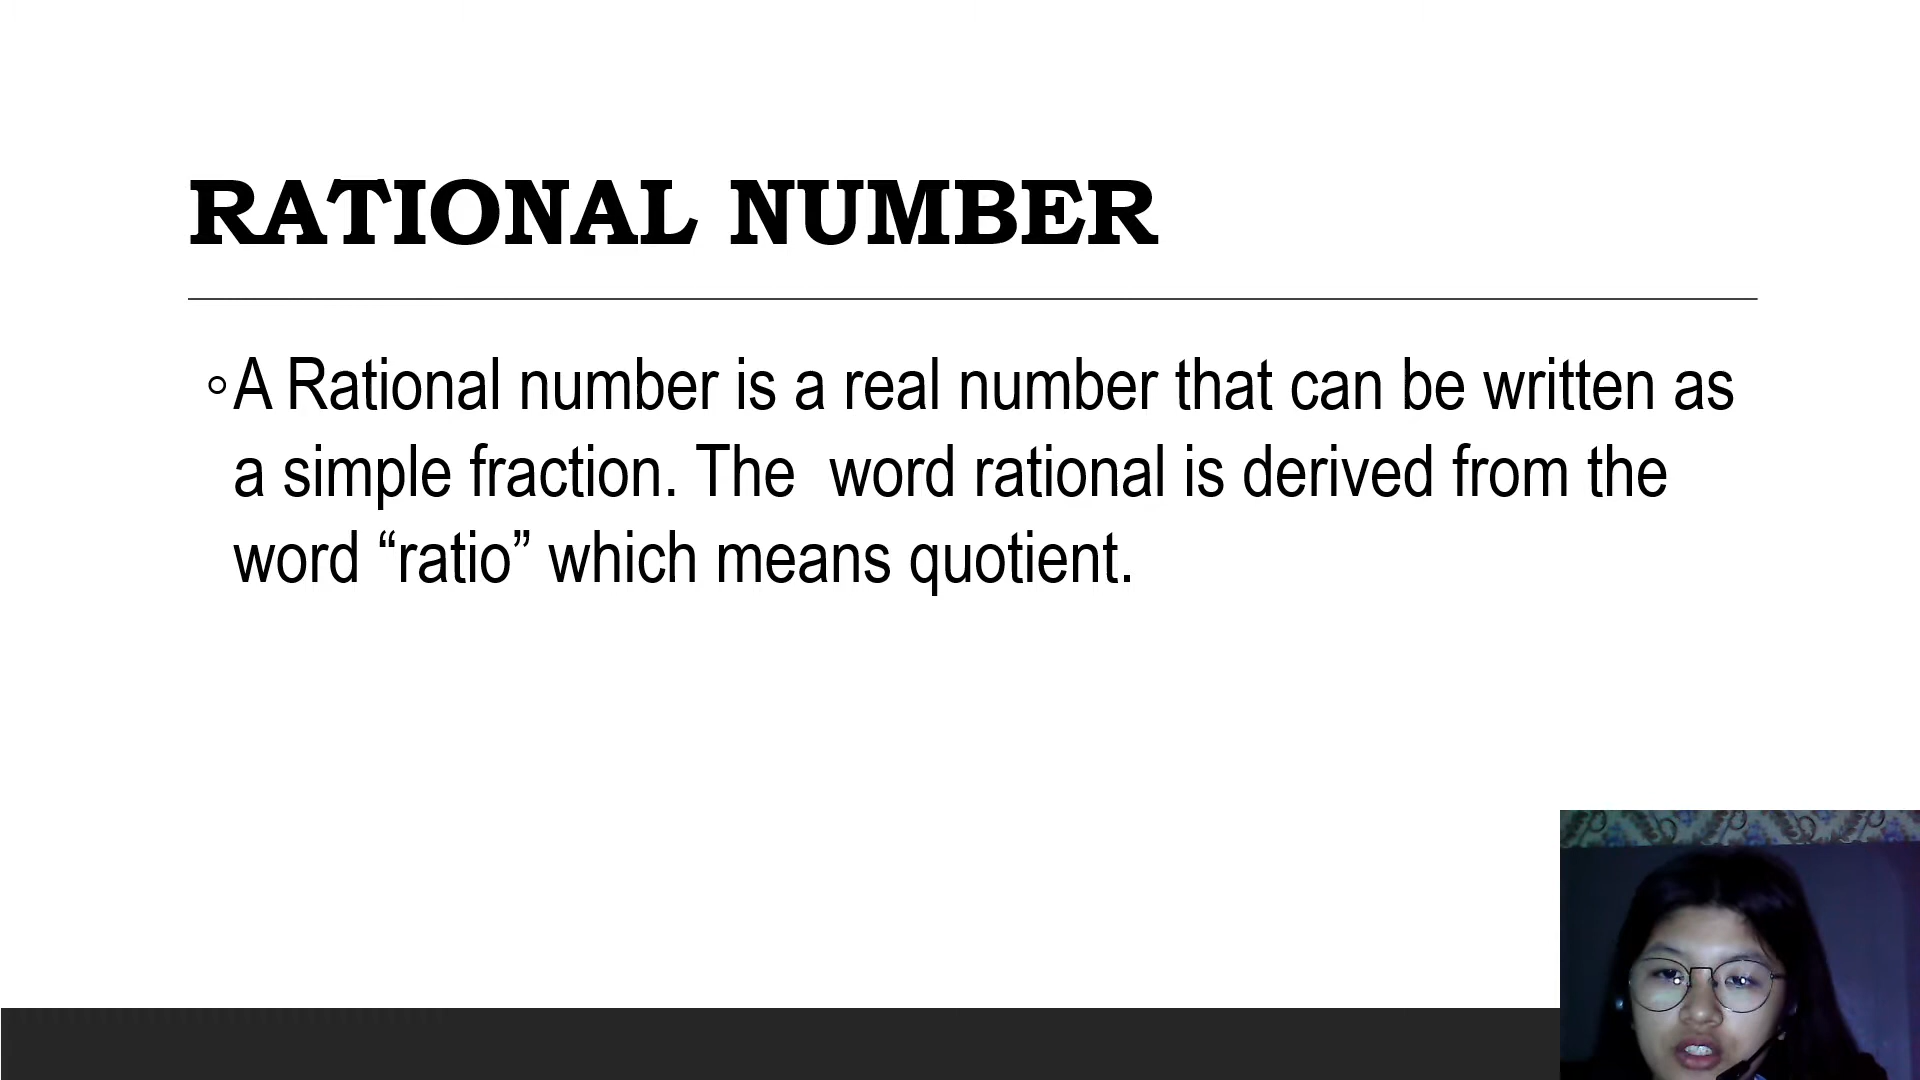 RATIONAL NUMBER
◦A Rational number is a real number that can be written as
a simple fraction. The  word rational is derived from the
word “ratio” which means quotient.